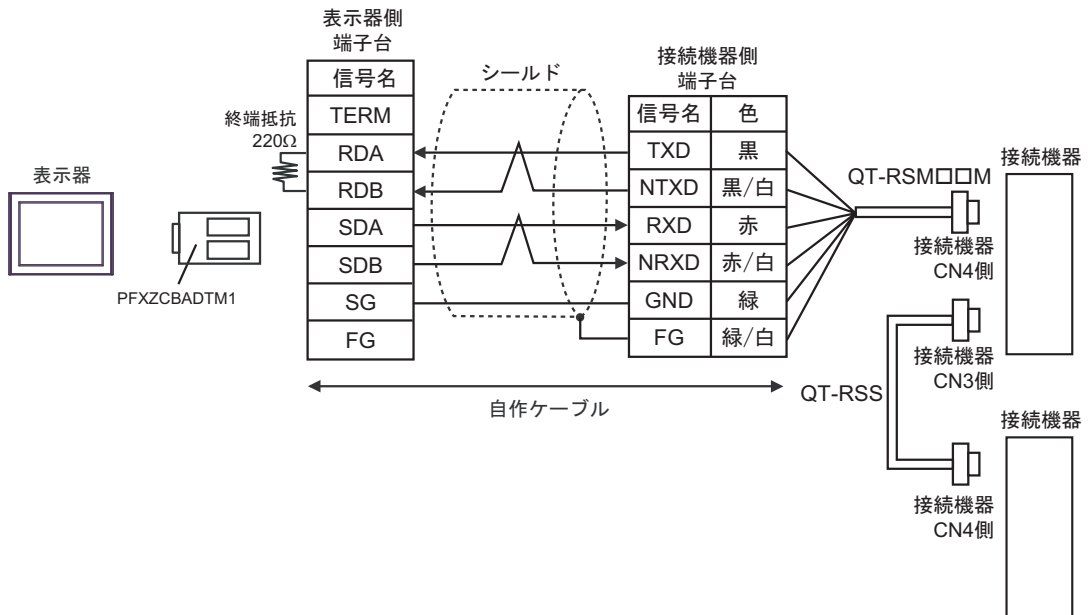 表示器
PFXZCBADTM1
表示器側
端子台
信号名
TERM
RDA
RDB
SDA
SDB
SG
FG
終端抵抗
220Ω
シールド
自作ケーブル
接続機器側
端子台
信号名 色
TXD 黒
NTXD 黒/白
RXD 赤
NRXD 赤/白
GND 緑
FG 緑/白
QT-RSM□□M
接続機器
CN4側
接続機器
接続機器
CN3側
QT-RSS
接続機器
接続機器
CN4側